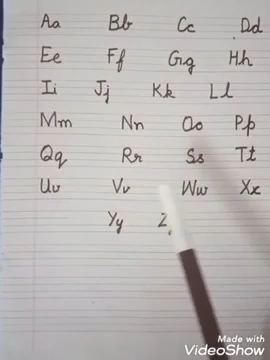 Aa Bb Cc Dd
Ee Ff Gg Hh
Ii Jj Kk Ll
Mm Nn Oo Pp
Qq Rr Ss Tt
Uu Vv Ww Xx
Yy Z
Made with
VideoShow